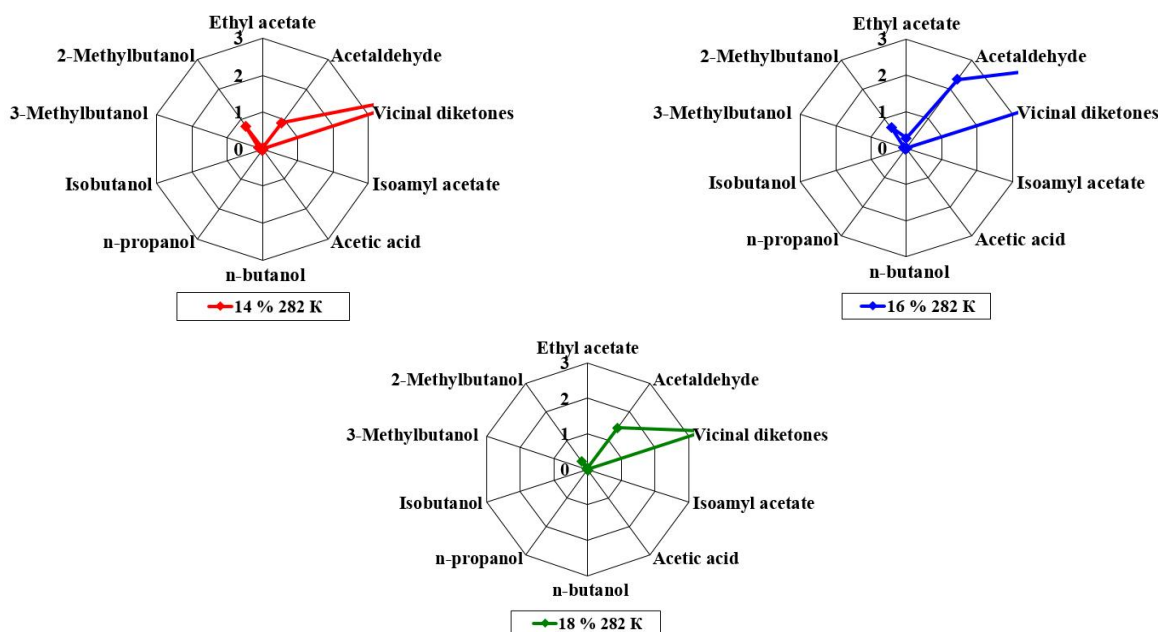 Ethyl acetate
3
2-Methylbutanol
Acetaldehyde
2
3-Methylbutanol
1
Vicinal diketones
0
Isobutanol
Isoamyl acetate
n-propanol
Acetic acid
n-butanol
14 % 282 K
Ethyl acetate
3
2-Methylbutanol
Acetaldehyde
2
3-Methylbutanol
1
Vicinal diketones
0
Isobutanol
Isoamyl acetate
n-propanol
Acetic acid
n-butanol
16 % 282 K
Ethyl acetate
3
2-Methylbutanol
Acetaldehyde
2
3-Methylbutanol
1
Vicinal diketones
0
Isobutanol
Isoamyl acetate
n-propanol
Acetic acid
n-butanol
18 % 282 K